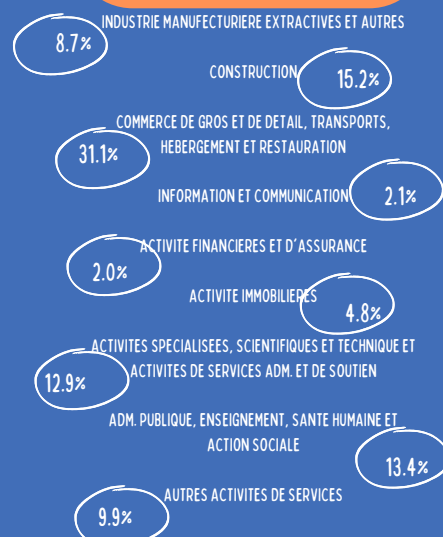 INDUSTRIE MANUFECTURIERE EXTRACTIVES ET AUTRES
8.7%
CONSTRUCTION
15.2%
COMMERCE DE GROS ET DE DETAIL, TRANSPORTS,
HEBERGEMENT ET RESTAURATION
31.1%
INFORMATION ET COMMUNICATION
2.1%
ACTIVITE FINANCIERES ET D'ASSURANCE
2.0%
ACTIVITE IMMOBILIERES
4.8%
ACTIVITES SPECIALISEES, SCIENTIFIQUES ET TECHNIQUE ET
ACTIVITES DE SERVICES ADM. ET DE SOUTIEN
12.9%
ADM. PUBLIQUE, ENSEIGNEMENT, SANTE HUMAINE ET
ACTION SOCIALE
13.4%
AUTRES ACTIVITES DE SERVICES
9.9%